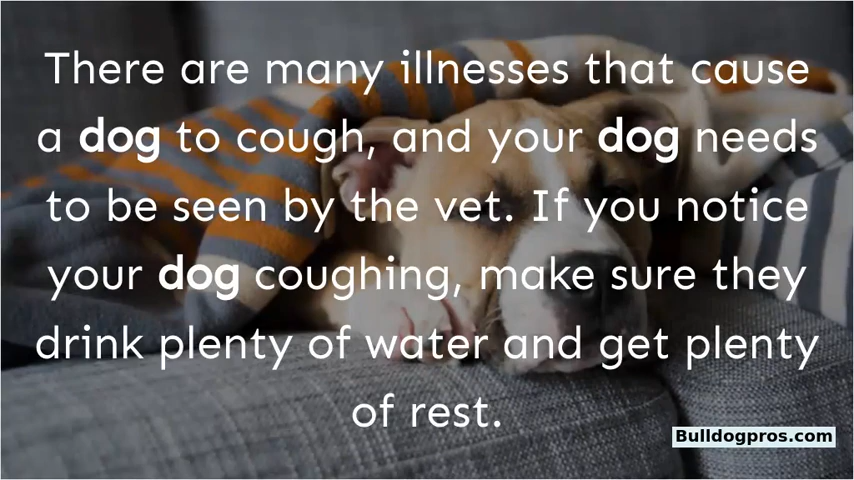 There are many illnesses that cause
a dog to cough, and your dog needs
to be seen by the vet. If you notice
your dog coughing, make sure they
drink plenty of water and get plenty
of rest.
Bulldogpros.com